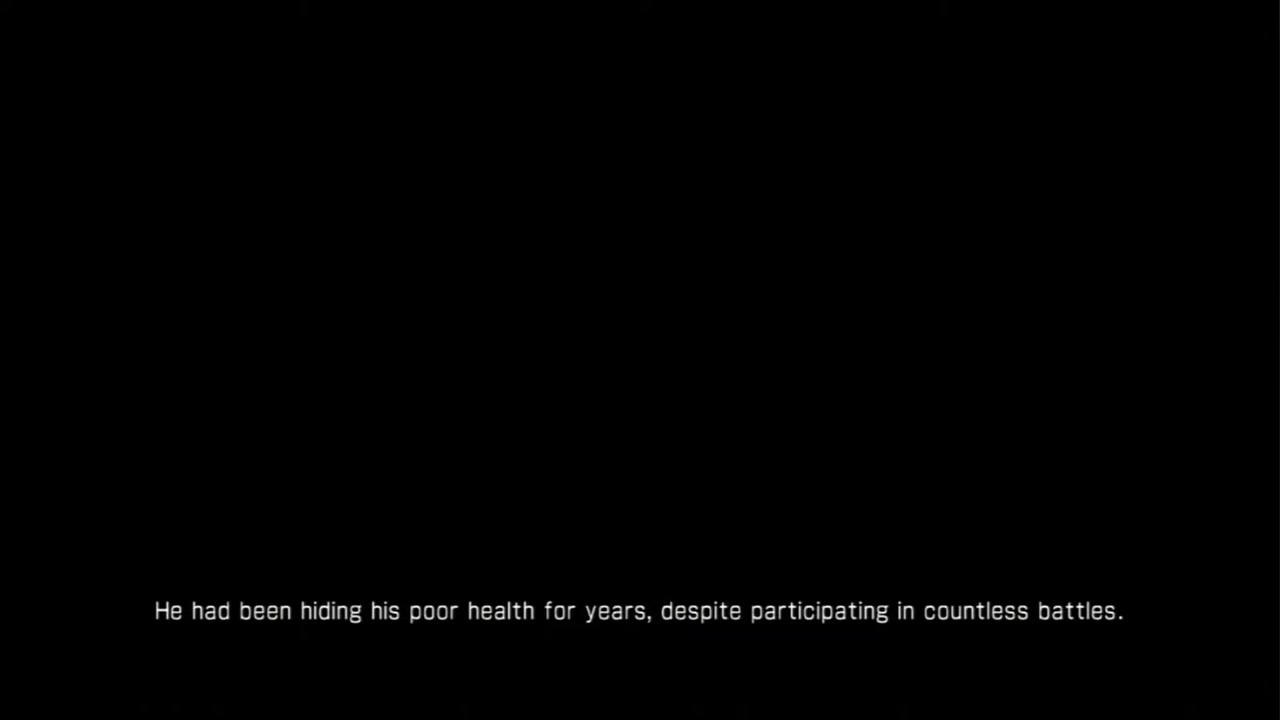 He had been hiding his poor health for years, despite participating in countless battles.